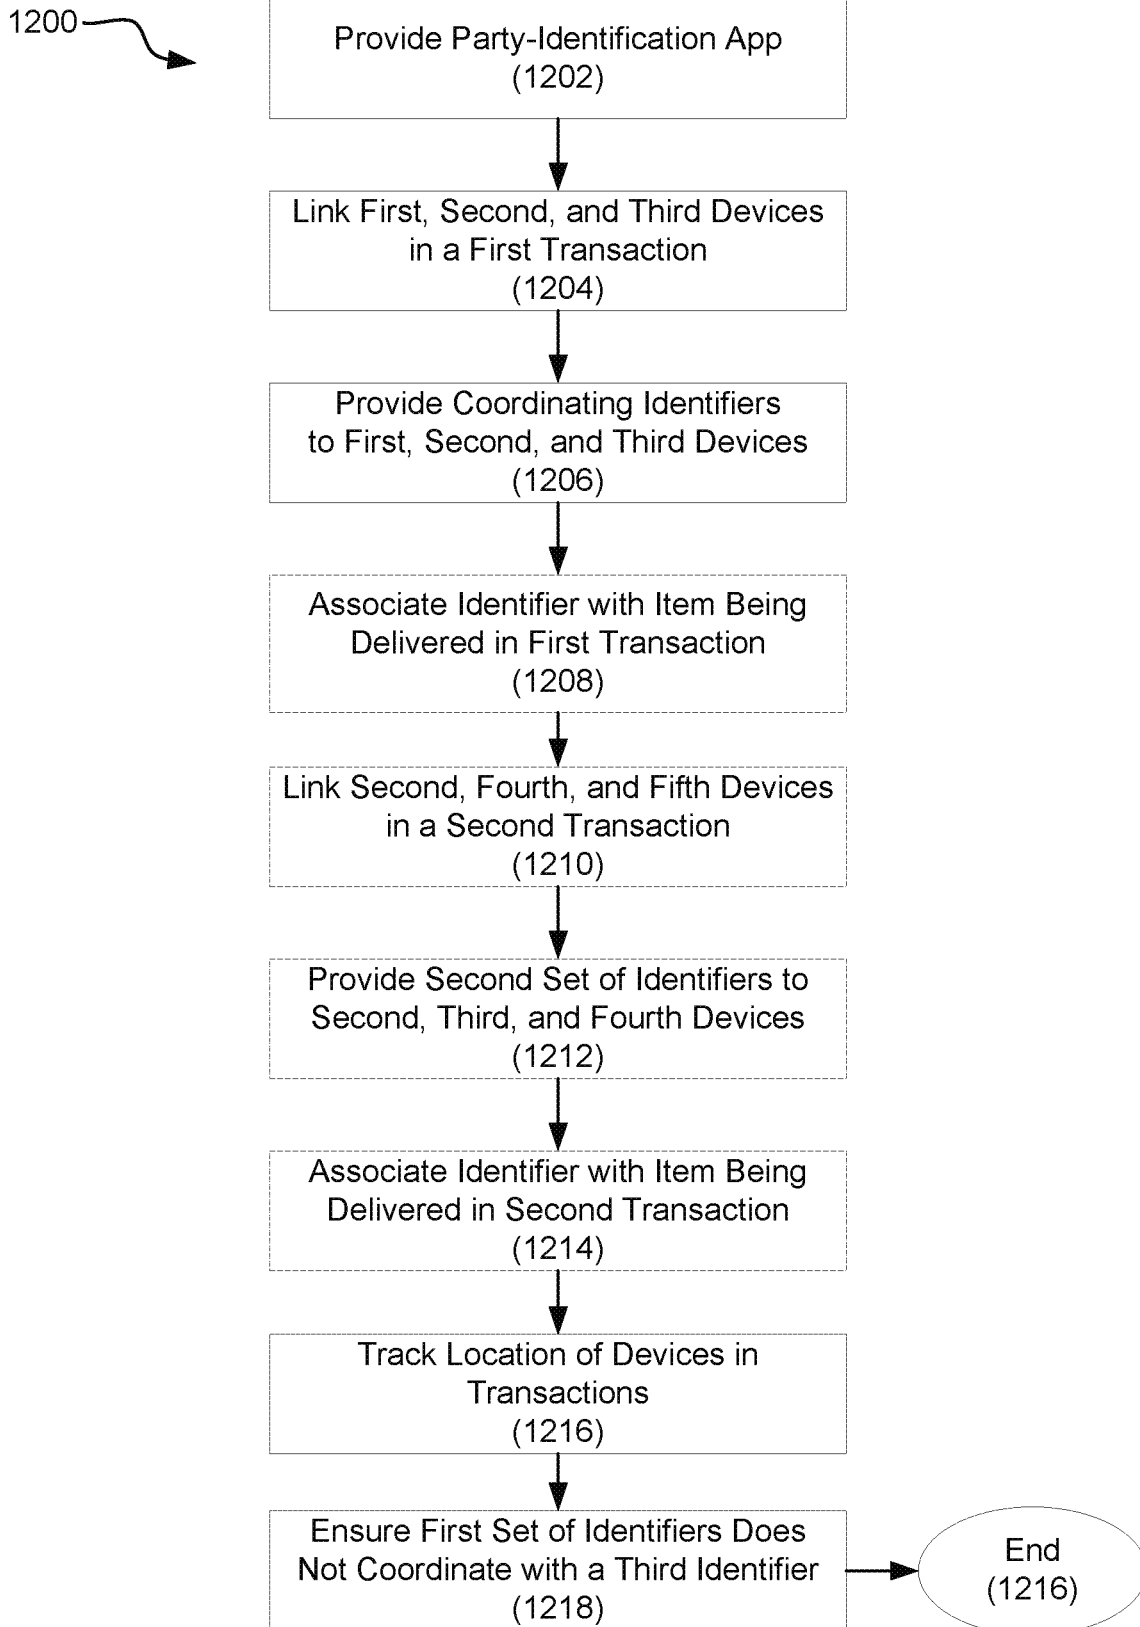 1200
Provide Party-Identification App
(1202)
Link First, Second, and Third Devices
in a First Transaction
(1204)
Provide Coordinating Identifiers
to First, Second, and Third Devices
(1206)
Associate Identifier with Item Being
Delivered in First Transaction
(1208)
Link Second, Fourth, and Fifth Devices
in a Second Transaction
(1210)
Provide Second Set of Identifiers to
Second, Third, and Fourth Devices
(1212)
Associate Identifier with Item Being
Delivered in Second Transaction
(1214)
Track Location of Devices in
Transactions
(1216)
Ensure First Set of Identifiers Does
Not Coordinate with a Third Identifier
(1218)
End
(1216)